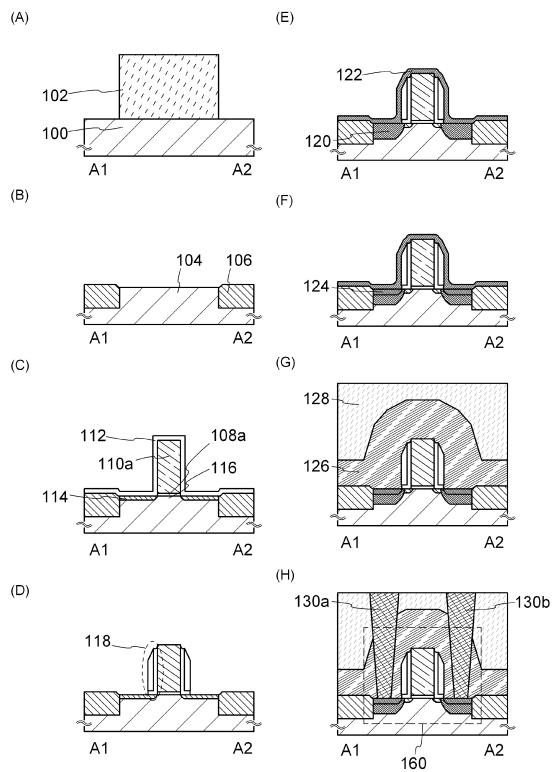 (A)
102
100
A1 A2
(B)
104 106
A1 A2
(C)
112 108a
110a
116
114
A1 A2
(D)
118
A1 A2
(E)
122
120
A1 A2
(F)
124
A1 A2
(G)
128
126
A1 A2
(H)
130a 130b
A1 160 A2